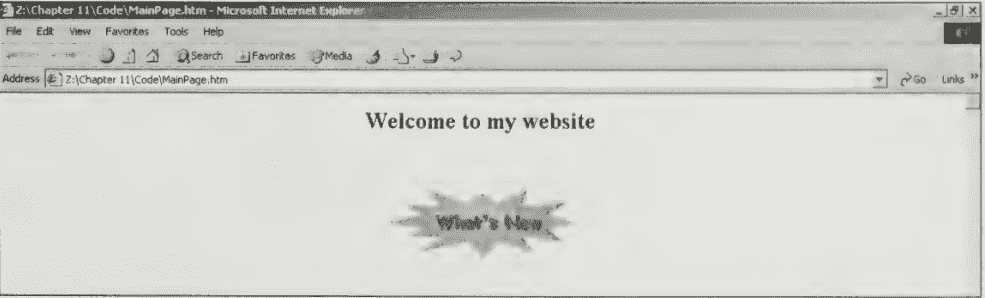 Z:\Chapter 11\Code\MainPage.htm - Microsoft Internet Explorer
File Edit View Favorites Tools Help
Search Favorites Media
Address Z:\Chapter 11\Code\MainPage.htm Go Links »
Welcome to my website
What's New